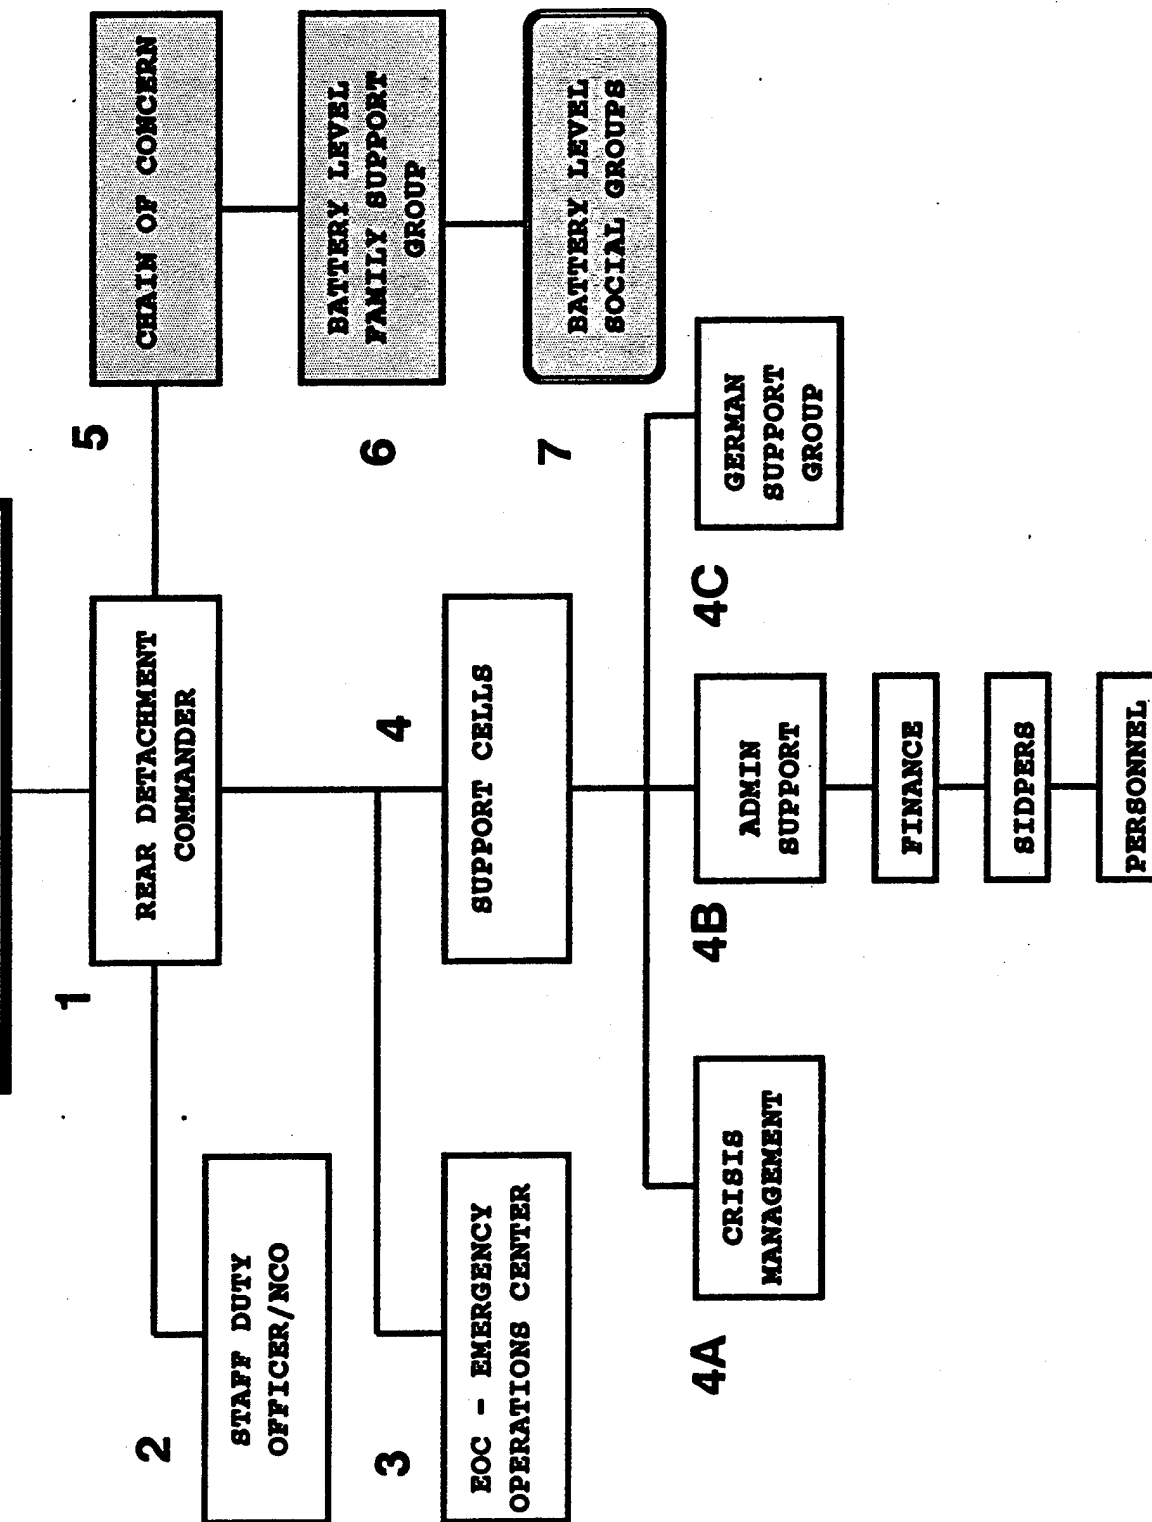 1
REAR DETACHMENT
COMMANDER
5
CHAIN OF CONCERN
2
STAFF DUTY
OFFICER/NCO
6
BATTERY LEVEL
FAMILY SUPPORT
GROUP
3
EOC - EMERGENCY
OPERATIONS CENTER
4
SUPPORT CELLS
7
BATTERY LEVEL
SOCIAL GROUPS
4A
CRISIS
MANAGEMENT
4B
ADMIN
SUPPORT
4C
GERMAN
SUPPORT
GROUP
FINANCE
SIDPERS
PERSONNEL